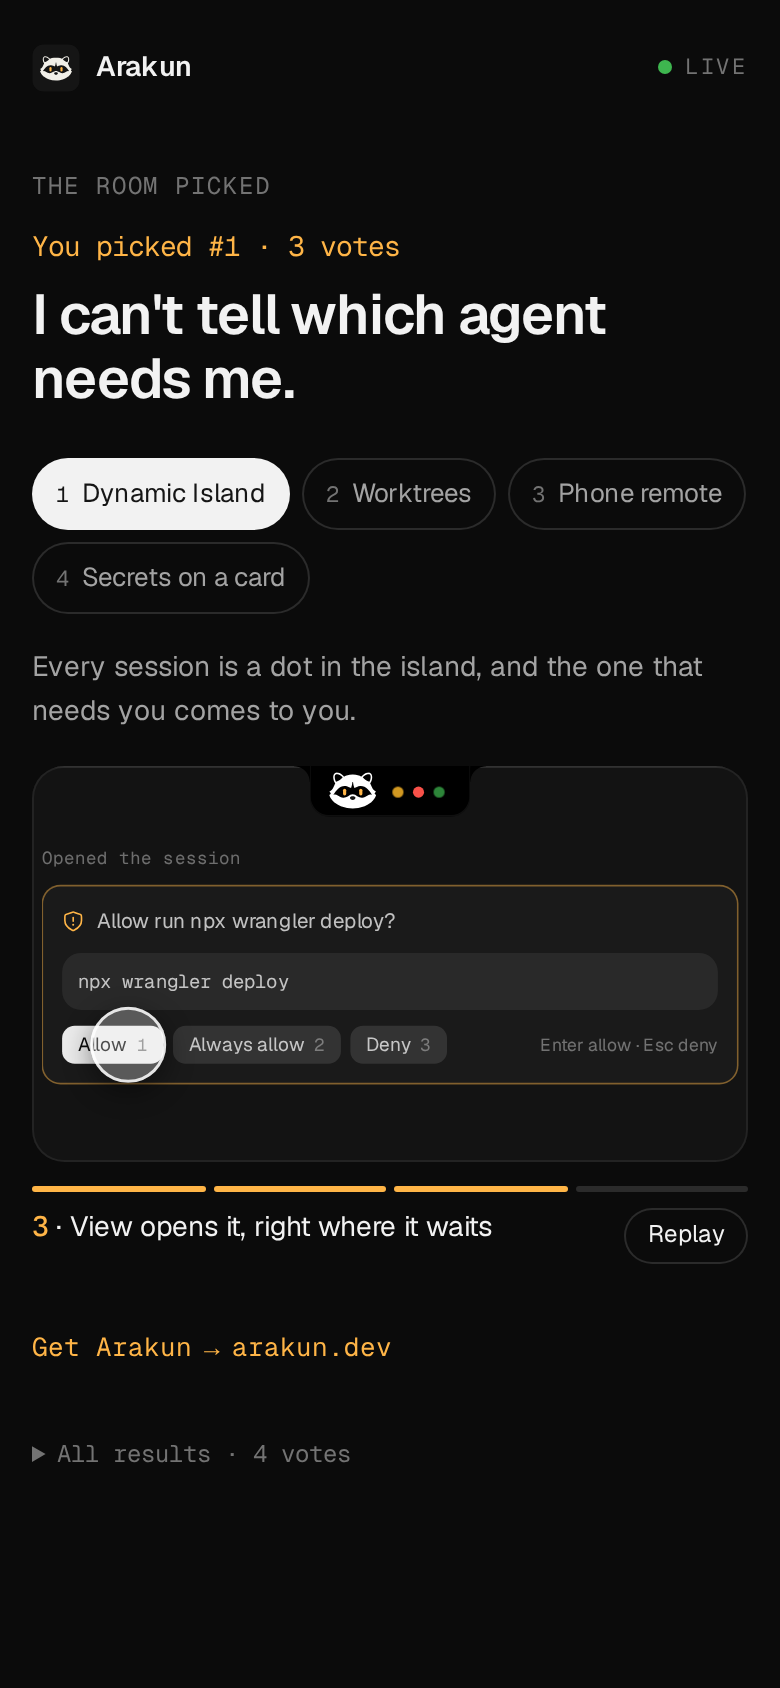 Arakun
LIVE
THE ROOM PICKED
You picked #1 · 3 votes
I can't tell which agent
needs me.
1 Dynamic Island
2 Worktrees
3 Phone remote
4 Secrets on a card
Every session is a dot in the island, and the one that
needs you comes to you.
Opened the session
Allow run npx wrangler deploy?
npx wrangler deploy
Allow 1
Always allow 2
Deny 3
Enter allow · Esc deny
3 · View opens it, right where it waits
Replay
Get Arakun → arakun.dev
▶ All results · 4 votes